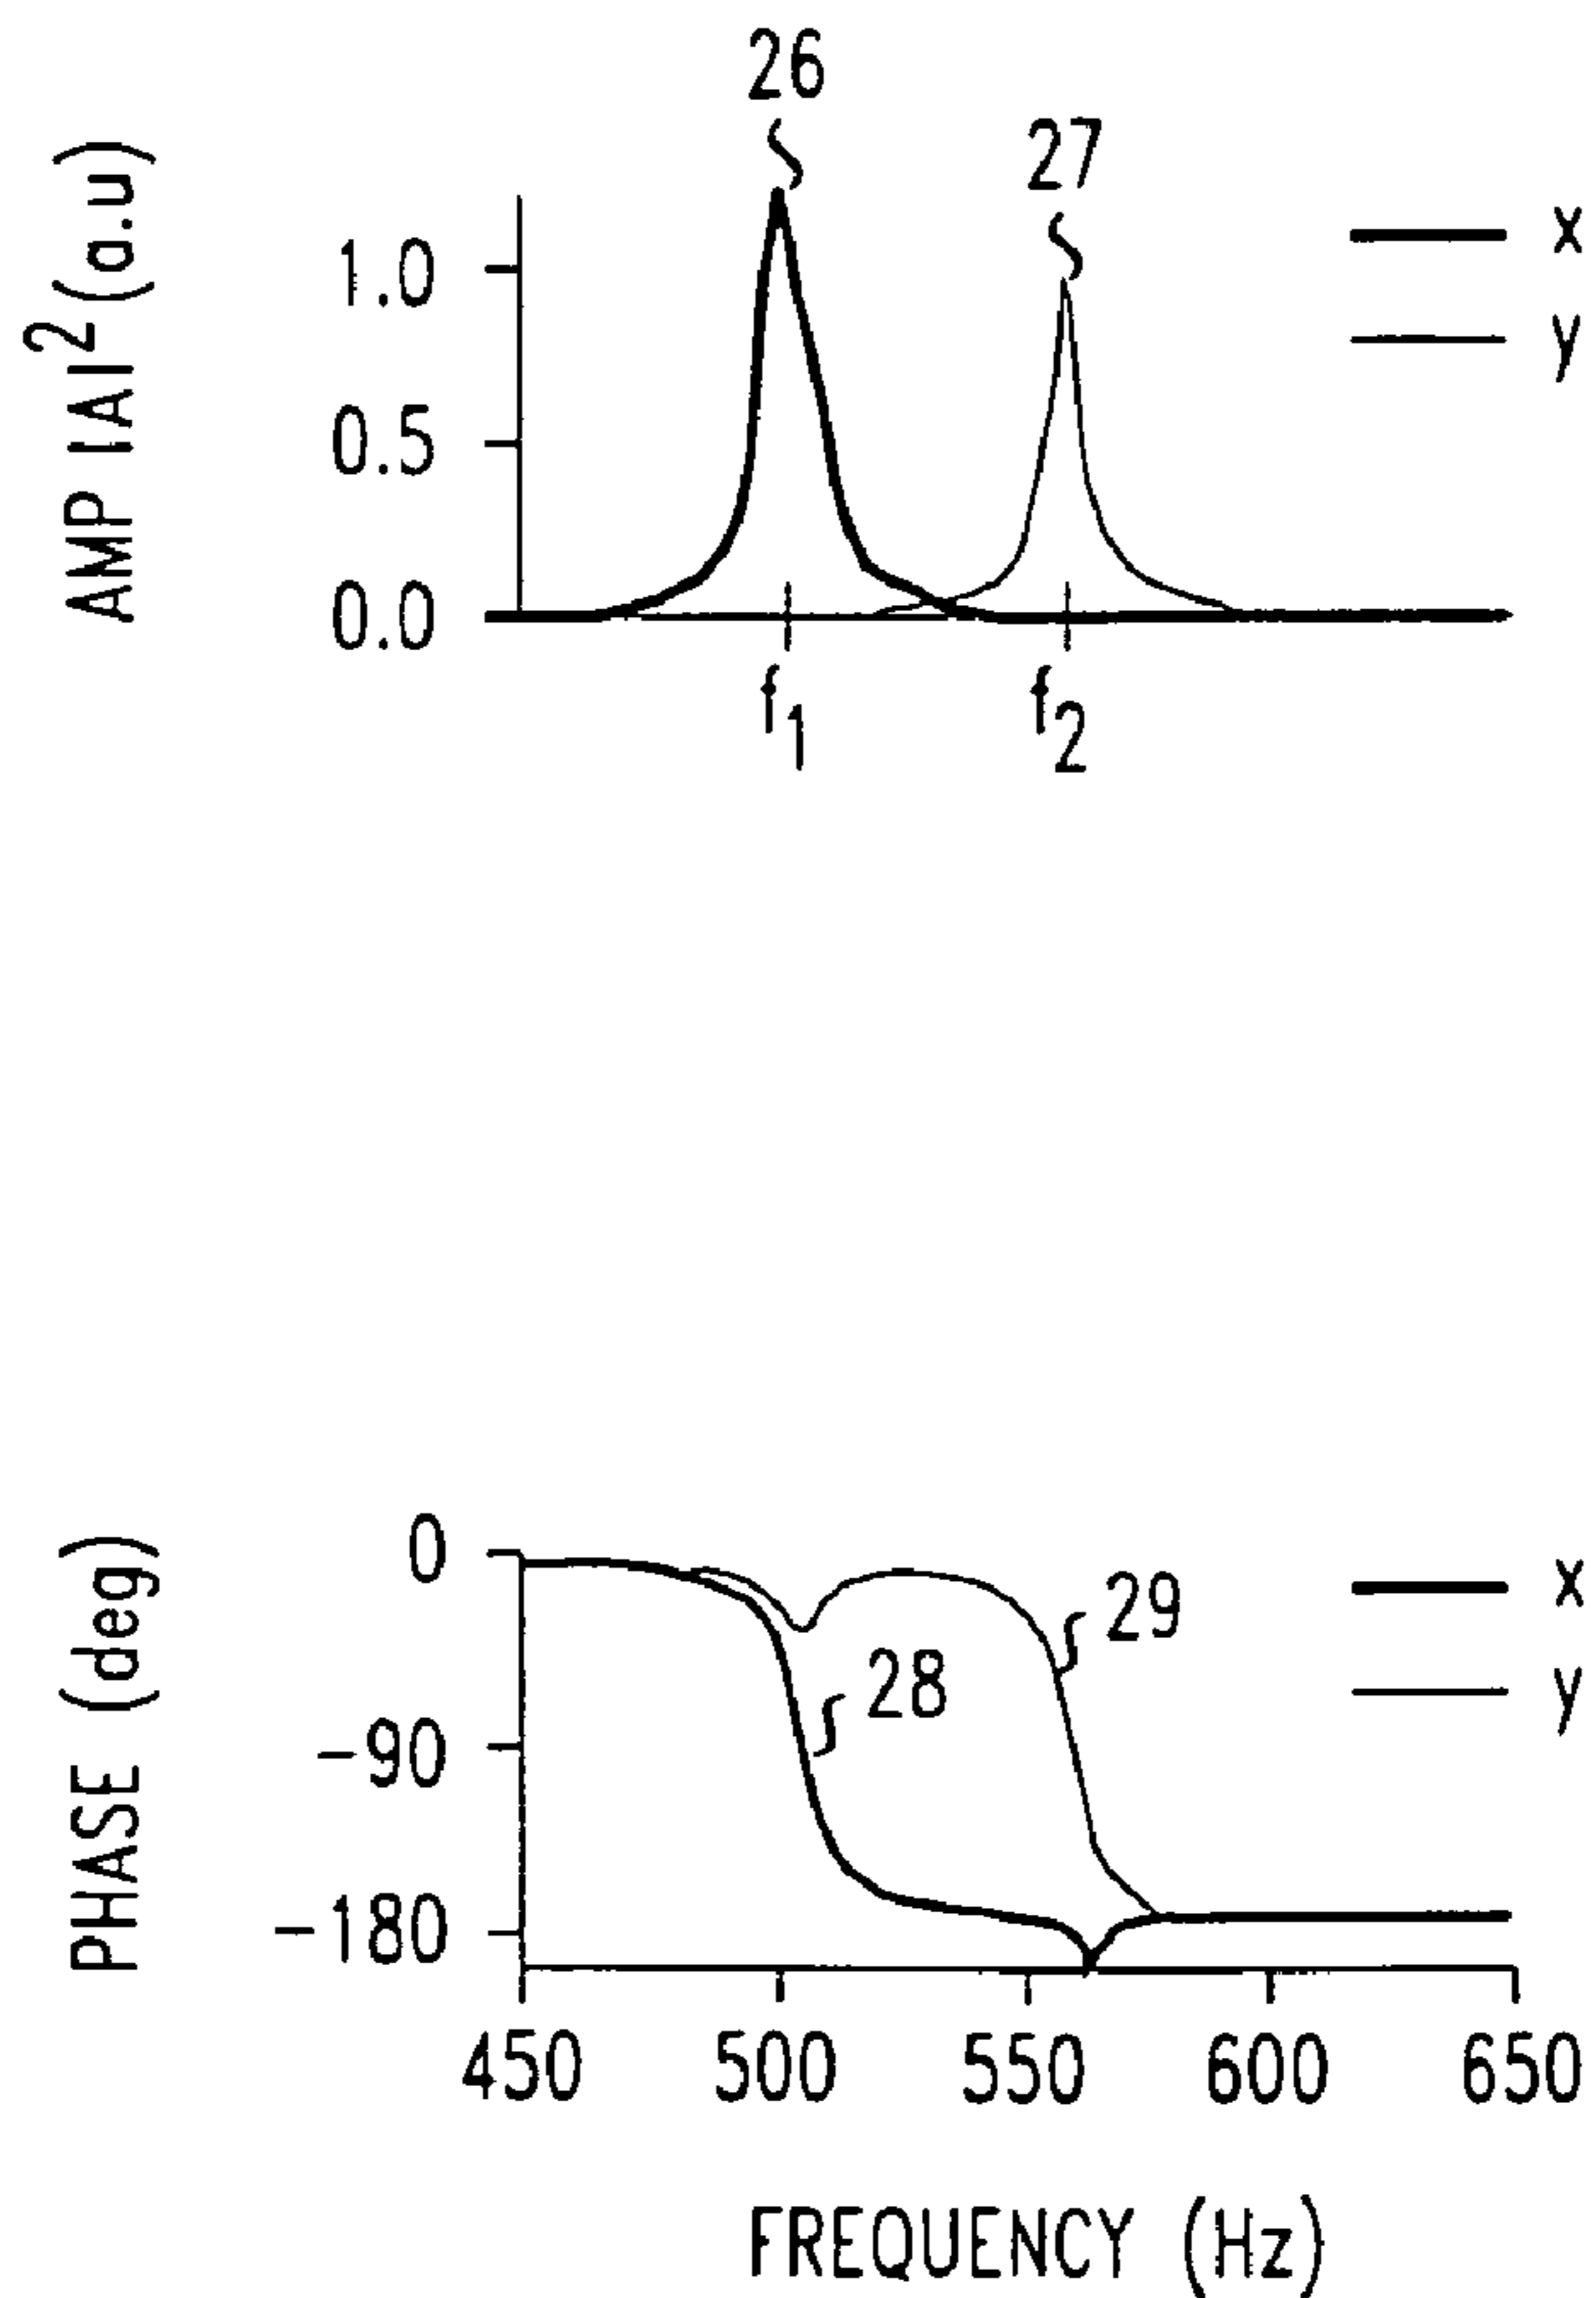 26
27
AMP |A|² (a.u)
1.0
0.5
0.0
x
y
f₁
f₂
PHASE (deg)
0
-90
-180
28
29
x
y
450 500 550 600 650
FREQUENCY (Hz)